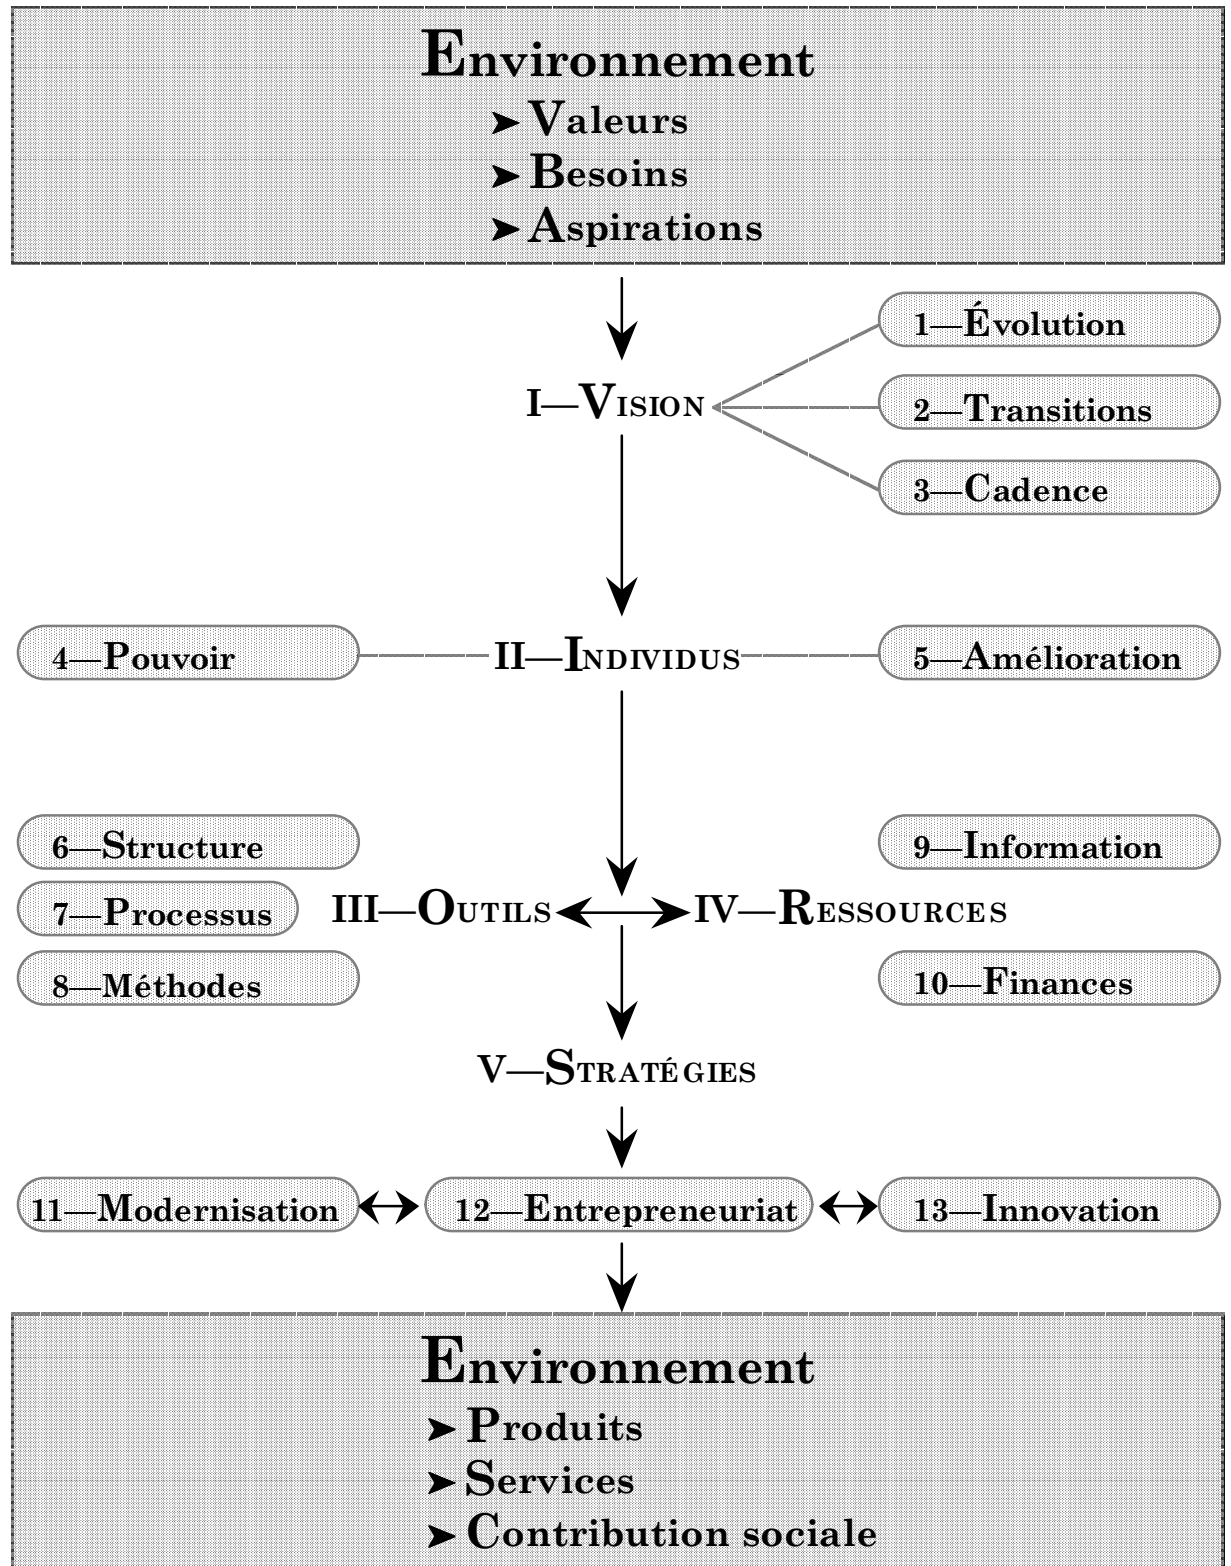 Environnement
➤ Valeurs
➤ Besoins
➤ Aspirations
1—Évolution
I—VISION
2—Transitions
3—Cadence
4—Pouvoir
II—INDIVIDUS
5—Amélioration
6—Structure
9—Information
7—Processus
III—OUTILS
IV—RESSOURCES
8—Méthodes
10—Finances
V—STRATÉGIES
11—Modernisation
12—Entrepreneuriat
13—Innovation
Environnement
➤ Produits
➤ Services
➤ Contribution sociale